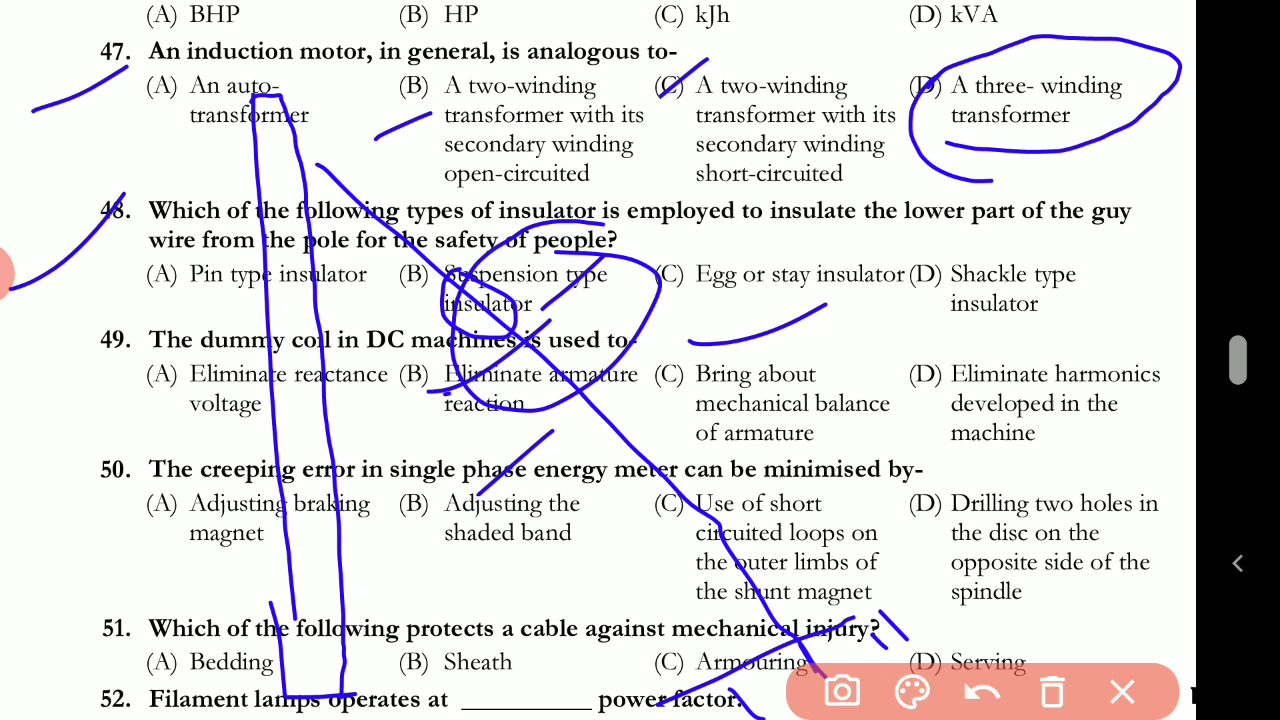 (A) BHP (B) HP (C) kJh (D) kVA
47. An induction motor, in general, is analogous to-
(A) An auto- (B) A two-winding (C) A two-winding (D) A three- winding
transformer transformer with its transformer with its transformer
secondary winding secondary winding
open-circuited short-circuited
48. Which of the following types of insulator is employed to insulate the lower part of the guy
wire from the pole for the safety of people?
(A) Pin type insulator (B) Suspension type (C) Egg or stay insulator (D) Shackle type
insulator insulator
49. The dummy coil in DC machines is used to-
(A) Eliminate reactance (B) Eliminate armature (C) Bring about (D) Eliminate harmonics
voltage reaction mechanical balance developed in the
of armature machine
50. The creeping error in single phase energy meter can be minimised by-
(A) Adjusting braking (B) Adjusting the (C) Use of short (D) Drilling two holes in
magnet shaded band circuited loops on the disc on the
the outer limbs of opposite side of the
the shunt magnet spindle
51. Which of the following protects a cable against mechanical injury?
(A) Bedding (B) Sheath (C) Armouring (D) Serving
52. Filament lamps operates at __________ power factor.